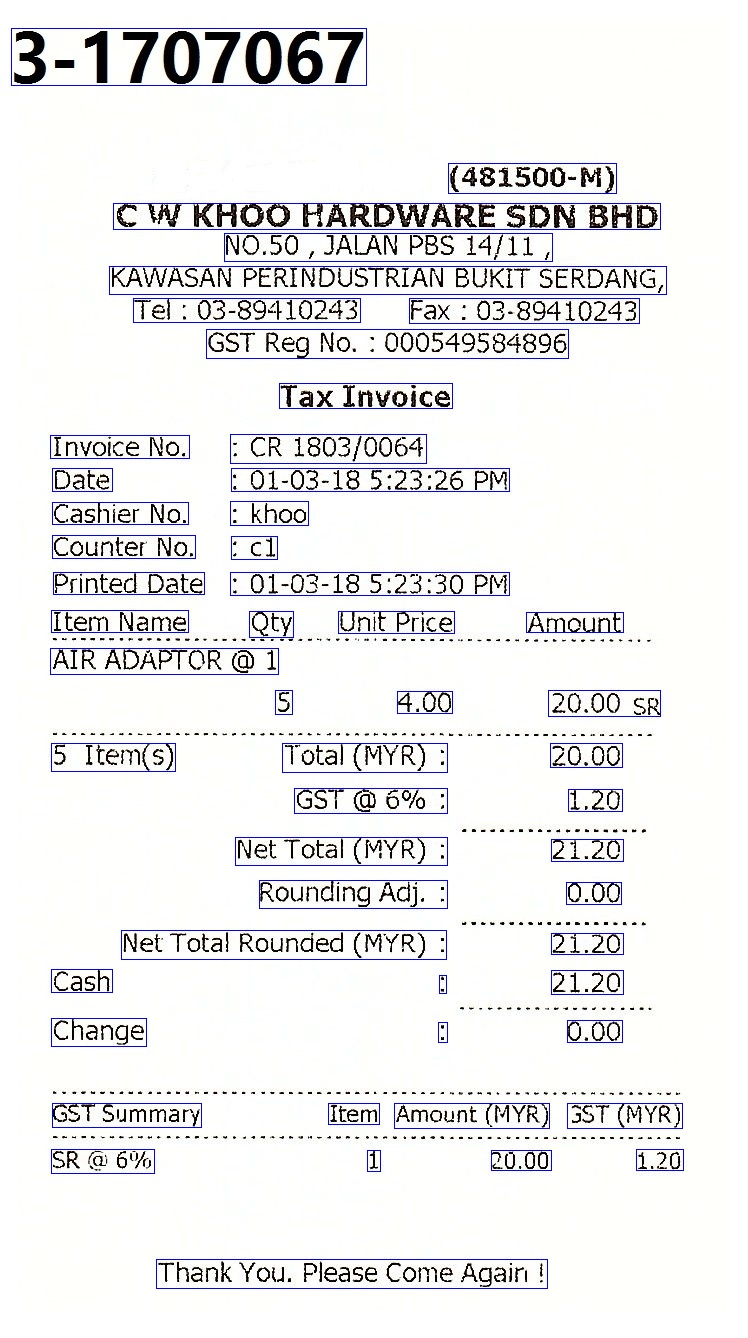 3-1707067
(481500-M)
C W KHOO HARDWARE SDN BHD
NO.50 , JALAN PBS 14/11 ,
KAWASAN PERINDUSTRIAN BUKIT SERDANG,
Tel : 03-89410243 Fax : 03-89410243
GST Reg No. : 000549584896
Tax Invoice
Invoice No. : CR 1803/0064
Date : 01-03-18 5:23:26 PM
Cashier No. : khoo
Counter No. : c1
Printed Date : 01-03-18 5:23:30 PM
Item Name Qty Unit Price Amount
AIR ADAPTOR @ 1
5 4.00 20.00 SR
5 Item(s) Total (MYR) : 20.00
GST @ 6% : 1.20
Net Total (MYR) : 21.20
Rounding Adj. : 0.00
Net Total Rounded (MYR) : 21.20
Cash : 21.20
Change : 0.00
GST Summary Item Amount (MYR) GST (MYR)
SR @ 6% 1 20.00 1.20
Thank You. Please Come Again !